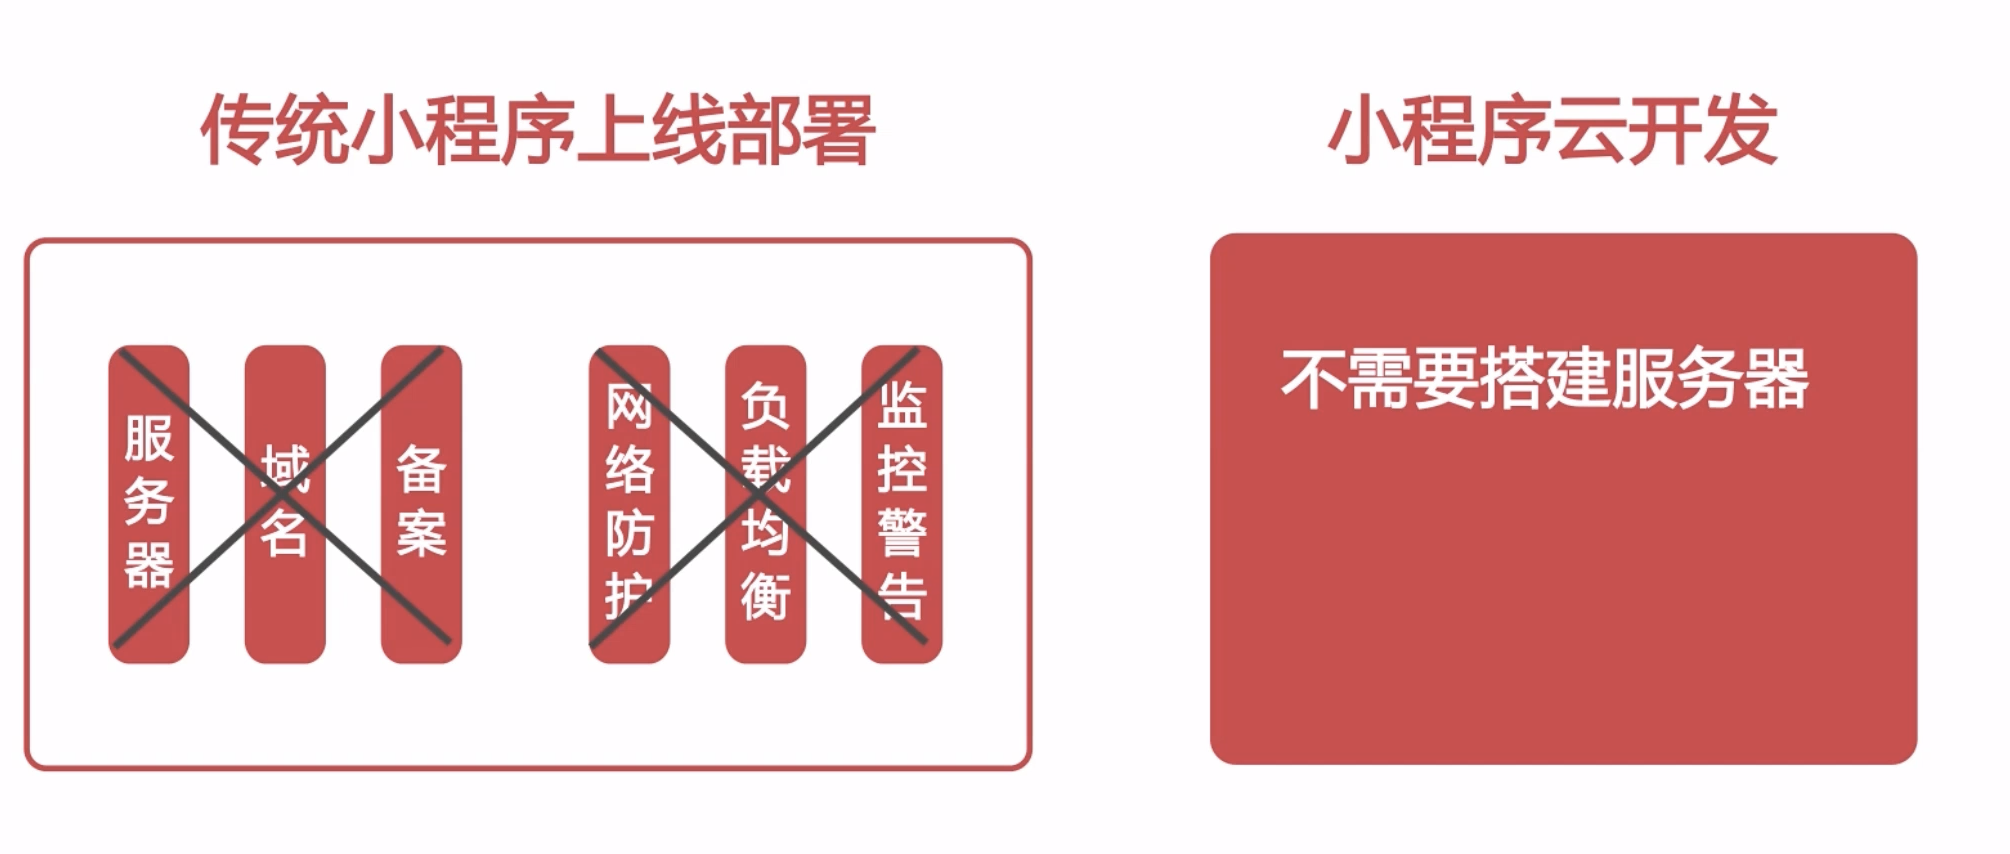 传统小程序上线部署
小程序云开发
服务器
域名
备案
网络防护
负载均衡
监控警告
不需要搭建服务器